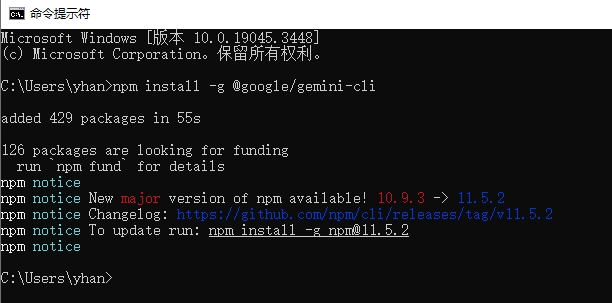 命令提示符
Microsoft Windows [版本 10.0.19045.3448]
(c) Microsoft Corporation。保留所有权利。
C:\Users\yhan>npm install -g @google/gemini-cli
added 429 packages in 55s
126 packages are looking for funding
  run `npm fund` for details
npm notice
npm notice New major version of npm available! 10.9.3 -> 11.5.2
npm notice Changelog: https://github.com/npm/cli/releases/tag/v11.5.2
npm notice To update run: npm install -g npm@11.5.2
npm notice
C:\Users\yhan>